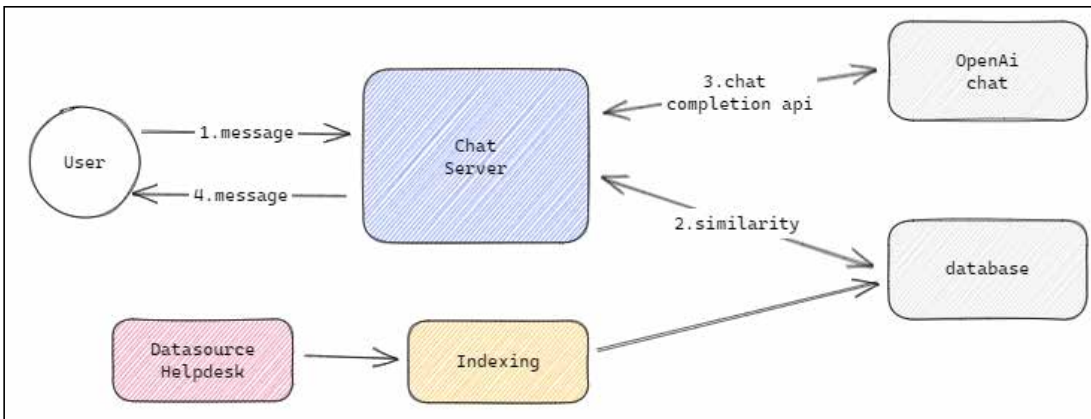 OpenAi
chat
3.chat
completion api
1.message
User
Chat
Server
4.message
2.similarity
database
Datasource
Helpdesk
Indexing